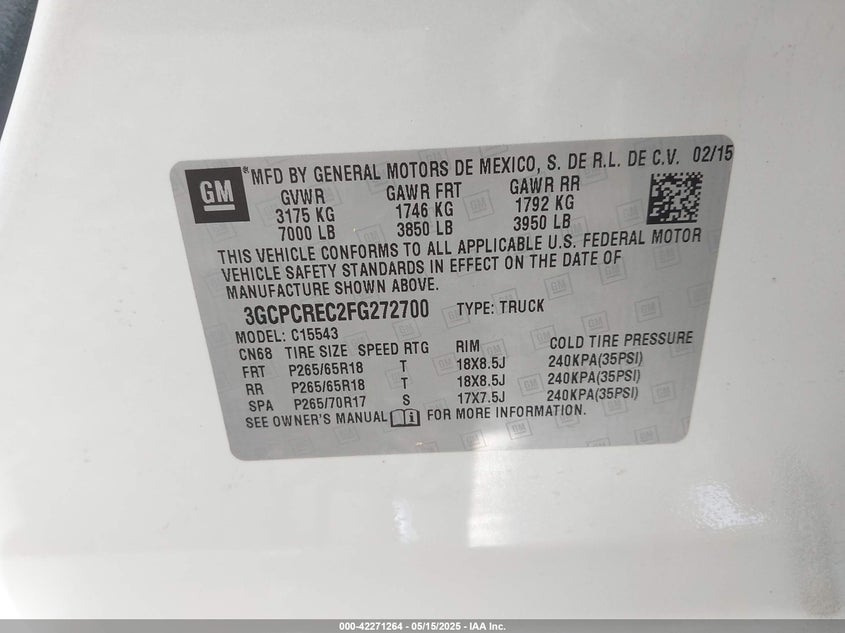 GM
® MFD BY GENERAL MOTORS DE MEXICO, S. DE R.L. DE C.V. 02/15
GVWR GAWR FRT GAWR RR
3175 KG 1746 KG 1792 KG
7000 LB 3850 LB 3950 LB
THIS VEHICLE CONFORMS TO ALL APPLICABLE U.S. FEDERAL MOTOR
VEHICLE SAFETY STANDARDS IN EFFECT ON THE DATE OF
MANUFACTURE SHOWN ABOVE.
3GCPCREC2FG272700 TYPE: TRUCK
MODEL: C15543
CN68 TIRE SIZE SPEED RTG RIM COLD TIRE PRESSURE
FRT P265/65R18 T 18X8.5J 240KPA(35PSI)
RR P265/65R18 T 18X8.5J 240KPA(35PSI)
SPA P265/70R17 S 17X7.5J 240KPA(35PSI)
SEE OWNER'S MANUAL i FOR MORE INFORMATION.
000-42271264 - 05/15/2025 - IAA Inc.